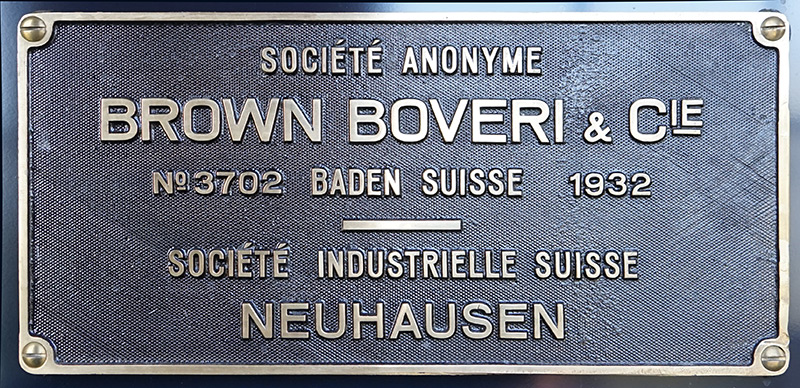 SOCIÉTÉ ANONYME
BROWN BOVERI & CIE
Nº 3702 BADEN SUISSE 1932
SOCIÉTÉ INDUSTRIELLE SUISSE
NEUHAUSEN